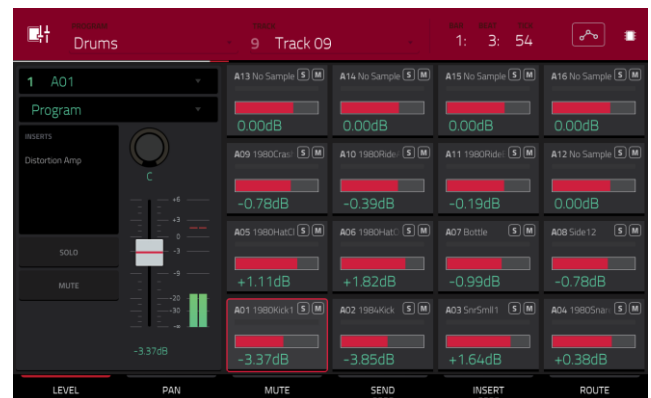 PROGRAM
Drums
TRACK
9 Track 09
BAR BEAT TICK
1: 3: 54
1 A01
Program
INSERTS
Distortion Amp
C
+6
+3
0
-3
-9
-20
-30
-∞
SOLO
MUTE
-3.37dB
A13 No Sample S M
0.00dB
A14 No Sample S M
0.00dB
A15 No Sample S M
0.00dB
A16 No Sample S M
0.00dB
A09 1980Cras S M
-0.78dB
A10 1980Ride S M
-0.39dB
A11 1980Ride S M
-0.19dB
A12 No Sample S M
0.00dB
A05 1980HatCl S M
+1.11dB
A06 1980HatC S M
+1.82dB
A07 Bottle S M
-0.99dB
A08 Side12 S M
-0.78dB
A01 1980Kick1 S M
-3.37dB
A02 1984Kick S M
-3.85dB
A03 SnrSmll1 S M
+1.64dB
A04 1980Snar S M
+0.38dB
LEVEL PAN MUTE SEND INSERT ROUTE